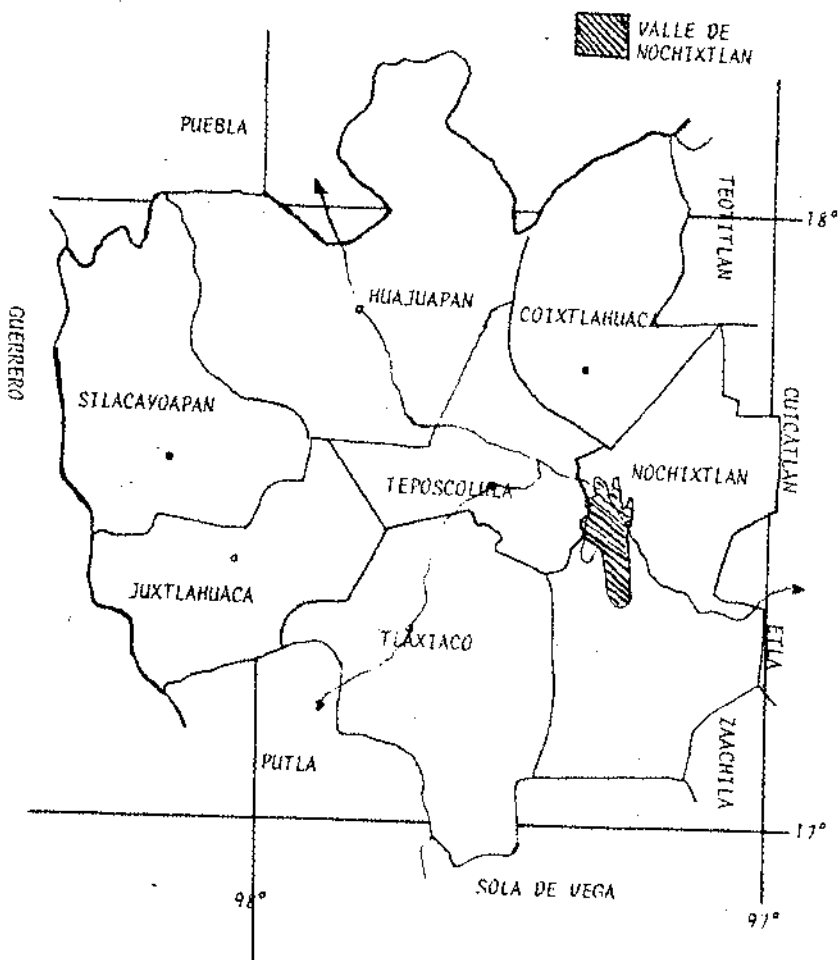 VALLE DE
NOCHIXTLAN
PUEBLA
TEOTITLAN
18°
HUAJUAPAN
COIXTLAHUACA
GUERRERO
SILACAYOAPAN
CUICATLAN
NOCHIXTLAN
TEPOSCOLULA
JUXTLAHUACA
TLAXIACO
ETLA
ZAACHILA
PUTLA
17°
SOLA DE VEGA
98°
97°